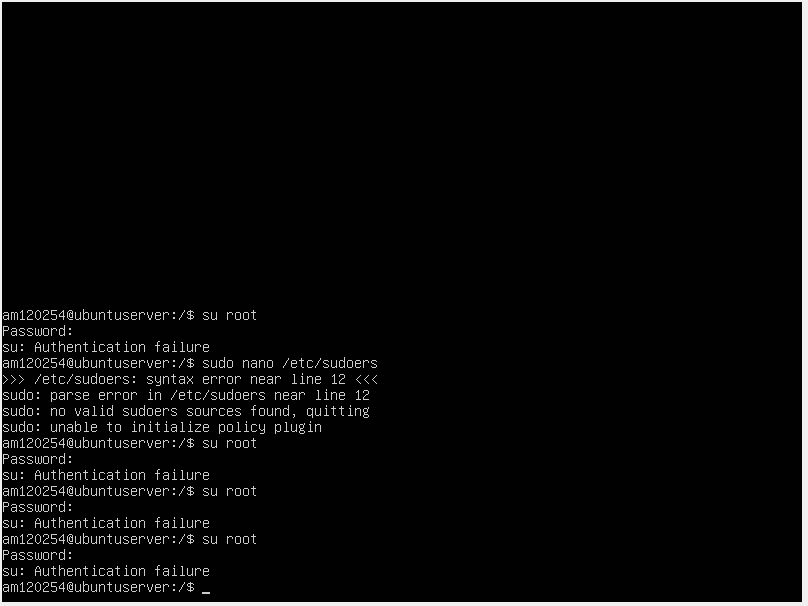 am120254@ubuntuserver:/$ su root
Password:
su: Authentication failure
am120254@ubuntuserver:/$ sudo nano /etc/sudoers
>>> /etc/sudoers: syntax error near line 12 <<<
sudo: parse error in /etc/sudoers near line 12
sudo: no valid sudoers sources found, quitting
sudo: unable to initialize policy plugin
am120254@ubuntuserver:/$ su root
Password:
su: Authentication failure
am120254@ubuntuserver:/$ su root
Password:
su: Authentication failure
am120254@ubuntuserver:/$ su root
Password:
su: Authentication failure
am120254@ubuntuserver:/$ _